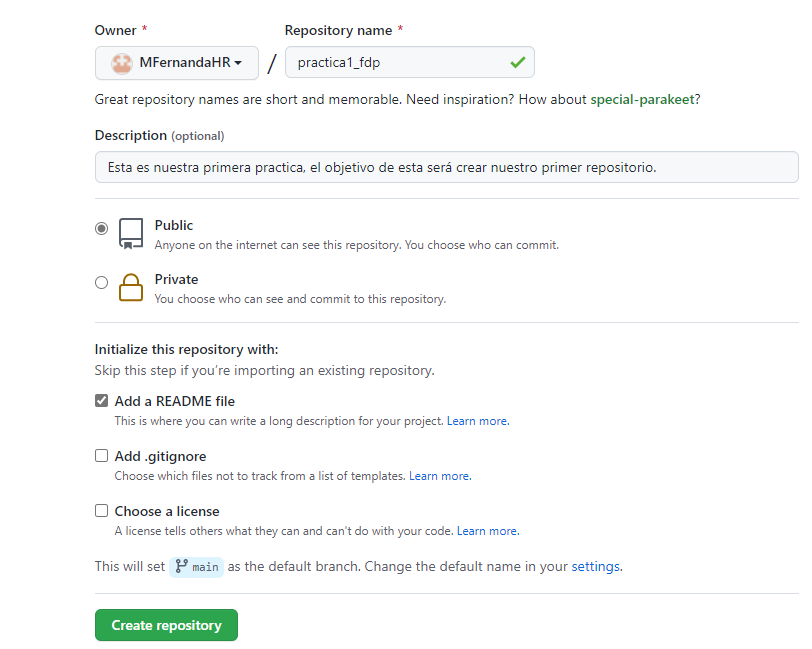 Owner *
Repository name *
MFernandaHR
/
practica1_fdp
Great repository names are short and memorable. Need inspiration? How about special-parakeet?
Description (optional)
Esta es nuestra primera practica, el objetivo de esta será crear nuestro primer repositorio.
Public
Anyone on the internet can see this repository. You choose who can commit.
Private
You choose who can see and commit to this repository.
Initialize this repository with:
Skip this step if you’re importing an existing repository.
Add a README file
This is where you can write a long description for your project. Learn more.
Add .gitignore
Choose which files not to track from a list of templates. Learn more.
Choose a license
A license tells others what they can and can't do with your code. Learn more.
This will set main as the default branch. Change the default name in your settings.
Create repository